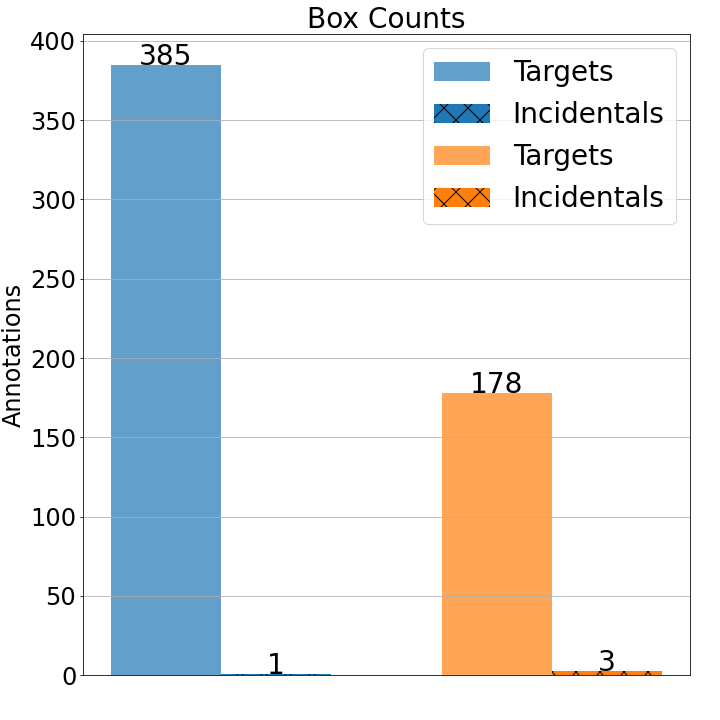 Box Counts
Annotations
400
350
300
250
200
150
100
50
0
385
1
178
3
Targets
Incidentals
Targets
Incidentals